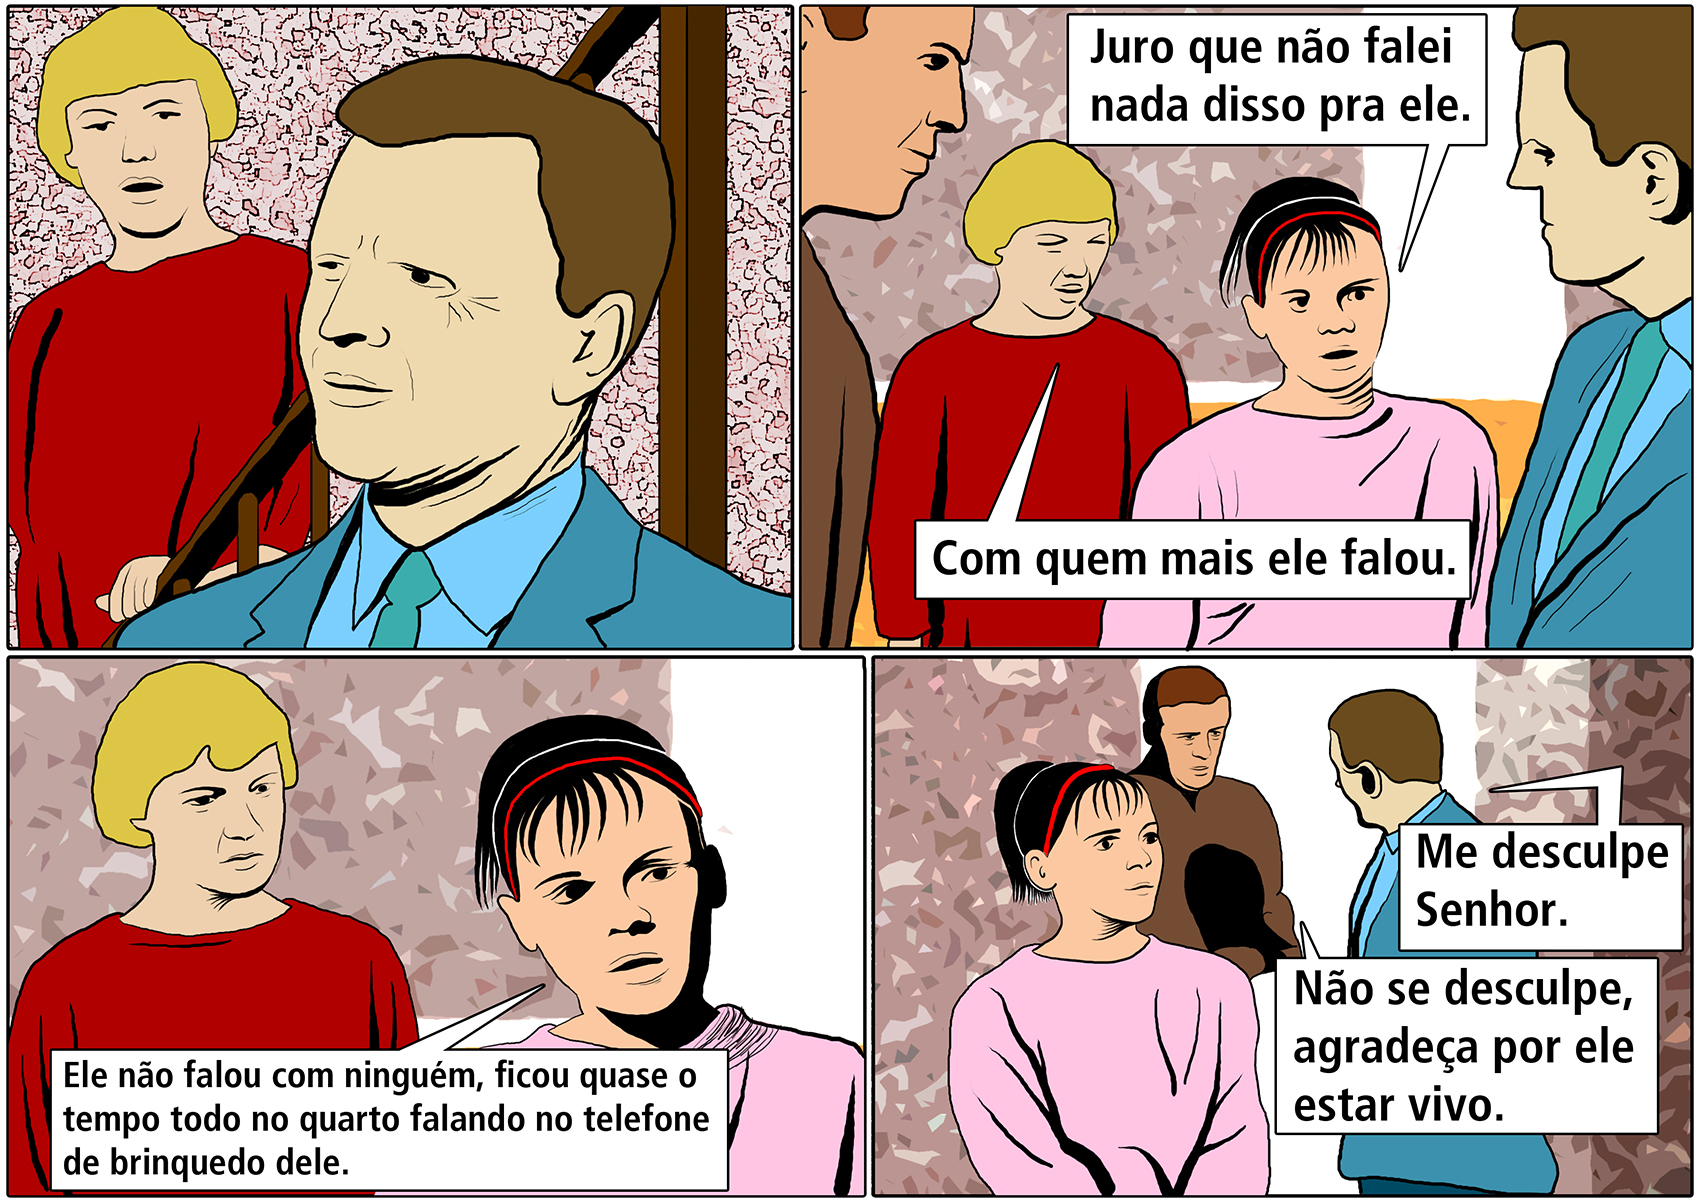 Juro que não falei
nada disso pra ele.
Com quem mais ele falou.
Ele não falou com ninguém, ficou quase o
tempo todo no quarto falando no telefone
de brinquedo dele.
Me desculpe
Senhor.
Não se desculpe,
agradeça por ele
estar vivo.